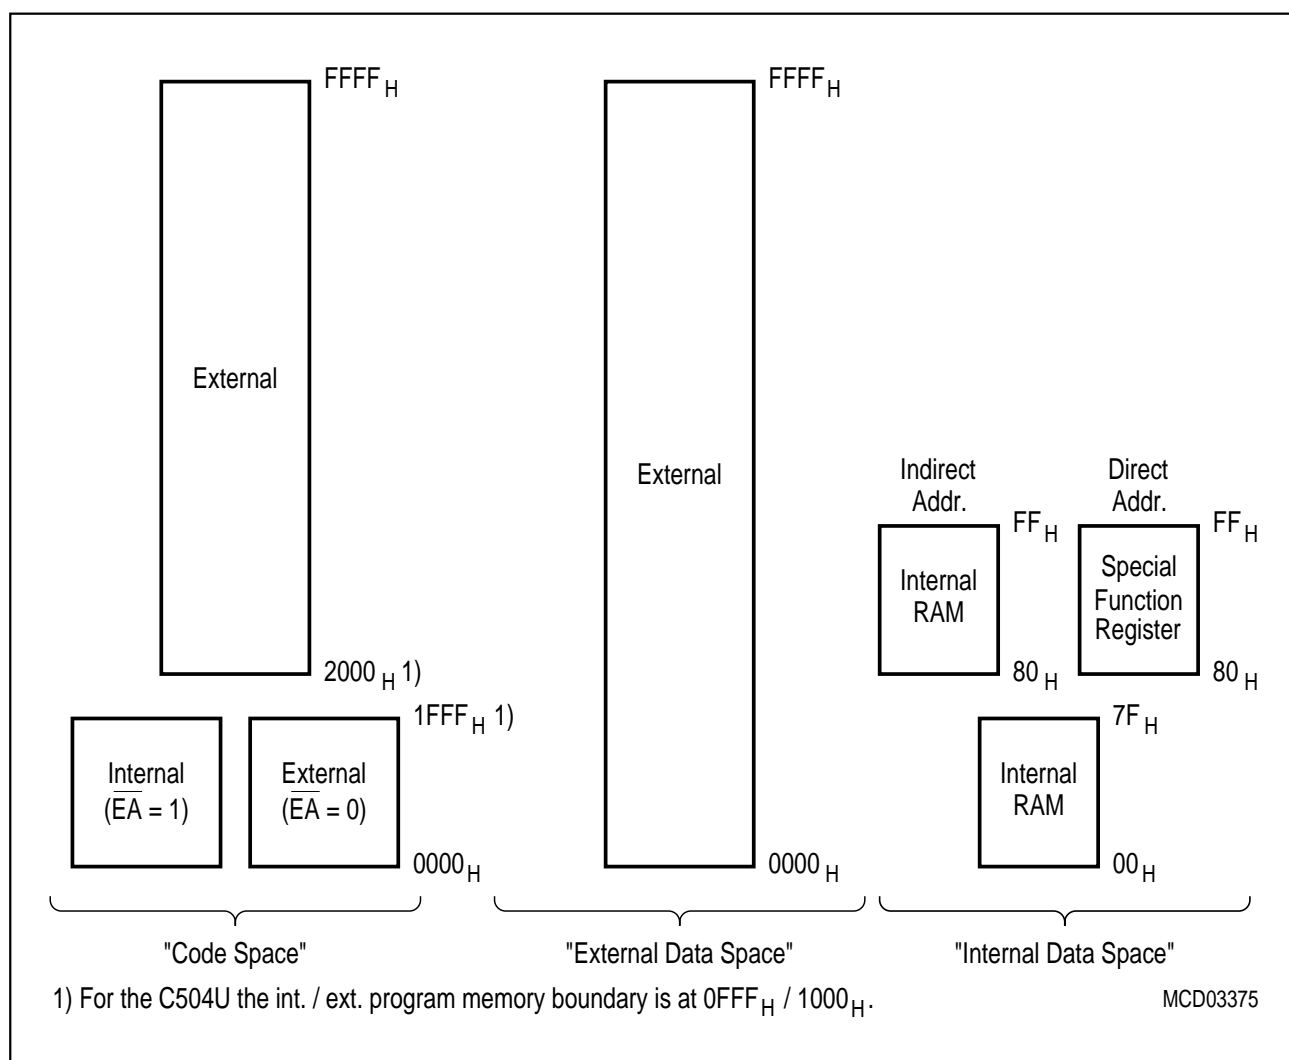 FFFF H
External
2000 H 1)
1FFF H 1)
Internal
(EA = 1)
External
(EA = 0)
0000 H
"Code Space"
FFFF H
External
0000 H
"External Data Space"
Indirect
Addr.
FF H
Internal
RAM
80 H
Direct
Addr.
FF H
Special
Function
Register
80 H
7F H
Internal
RAM
00 H
"Internal Data Space"
1) For the C504U the int. / ext. program memory boundary is at 0FFF H / 1000 H.
MCD03375